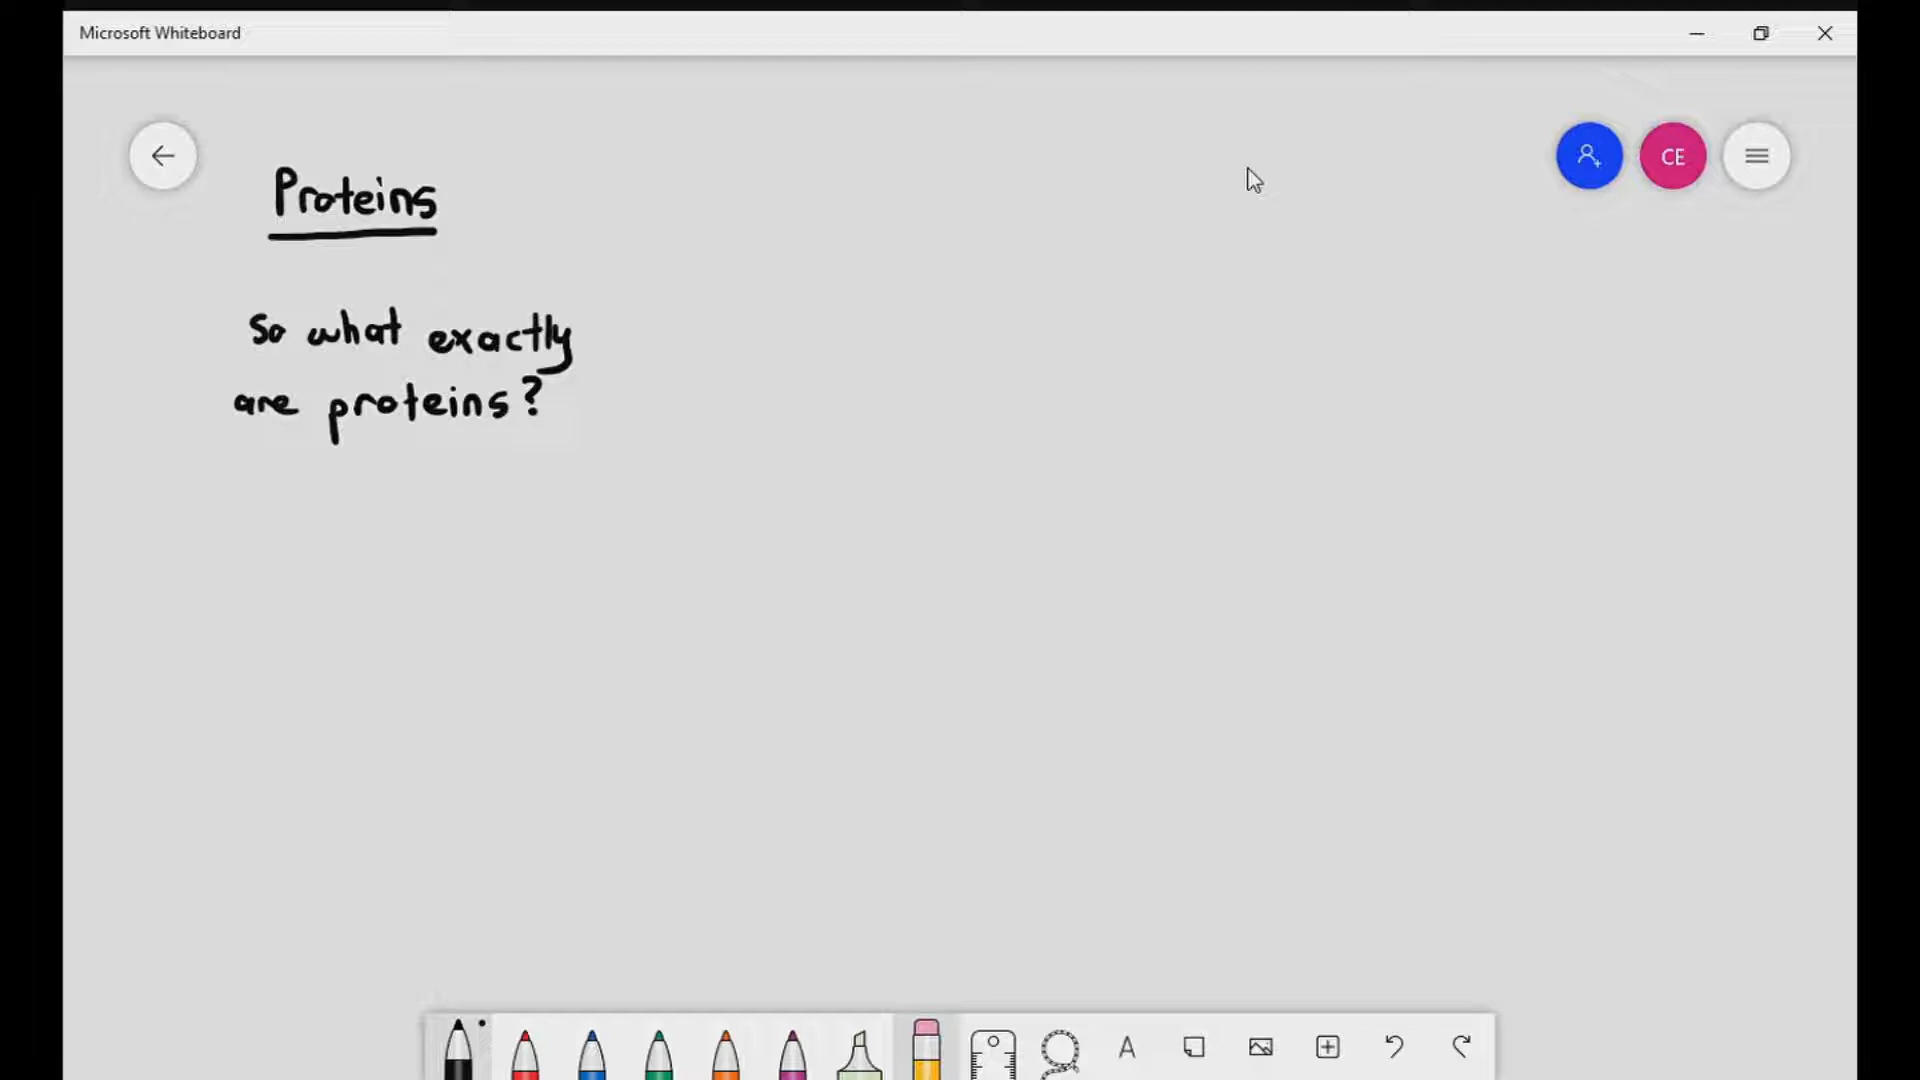 Microsoft Whiteboard
CE
Proteins
So what exactly
are proteins?
A